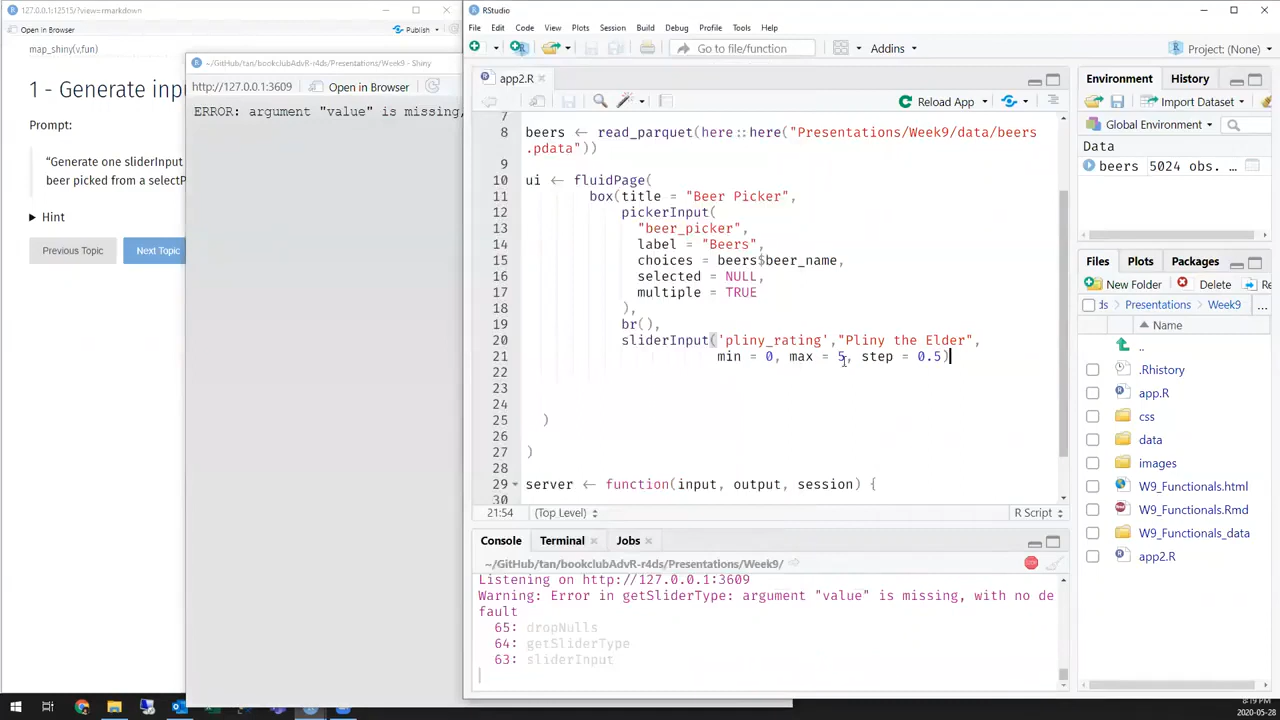 127.0.0.1:12515/?view=rmarkdown
Open in Browser
Publish
map_shiny(v,fun)
1 - Generate inp
Prompt:
"Generate one sliderInput
beer picked from a selectP
Hint
Previous Topic
Next Topic
~/GitHub/tan/bookclubAdvR-r4ds/Presentations/Week9 - Shiny
http://127.0.0.1:3609
Open in Browser
ERROR: argument "value" is missing,
RStudio
File Edit Code View Plots Session Build Debug Profile Tools Help
Go to file/function
Addins
Project: (None)
app2.R
Reload App
7
8 beers ← read_parquet(here::here("Presentations/Week9/data/beers
.pdata"))
9
10 ui ← fluidPage(
11 box(title = "Beer Picker",
12 pickerInput(
13 "beer_picker",
14 label = "Beers",
15 choices = beers$beer_name,
16 selected = NULL,
17 multiple = TRUE
18 ),
19 br(),
20 sliderInput('pliny_rating',"Pliny the Elder",
21 min = 0, max = 5, step = 0.5)
22
23
24
25 )
26
27 )
28
29 server ← function(input, output, session) {
30
21:54 (Top Level) R Script
Console Terminal Jobs
~/GitHub/tan/bookclubAdvR-r4ds/Presentations/Week9/
Listening on http://127.0.0.1:3609
Warning: Error in getSliderType: argument "value" is missing, with no de
fault
65: dropNulls
64: getSliderType
63: sliderInput
Environment History
Import Dataset
Global Environment
Data
beers 5024 obs. …
Files Plots Packages
New Folder Delete Re
ds Presentations Week9 ...
Name
..
.Rhistory
app.R
css
data
images
W9_Functionals.html
W9_Functionals.Rmd
W9_Functionals_data
app2.R
8:19 PM
2020-05-28